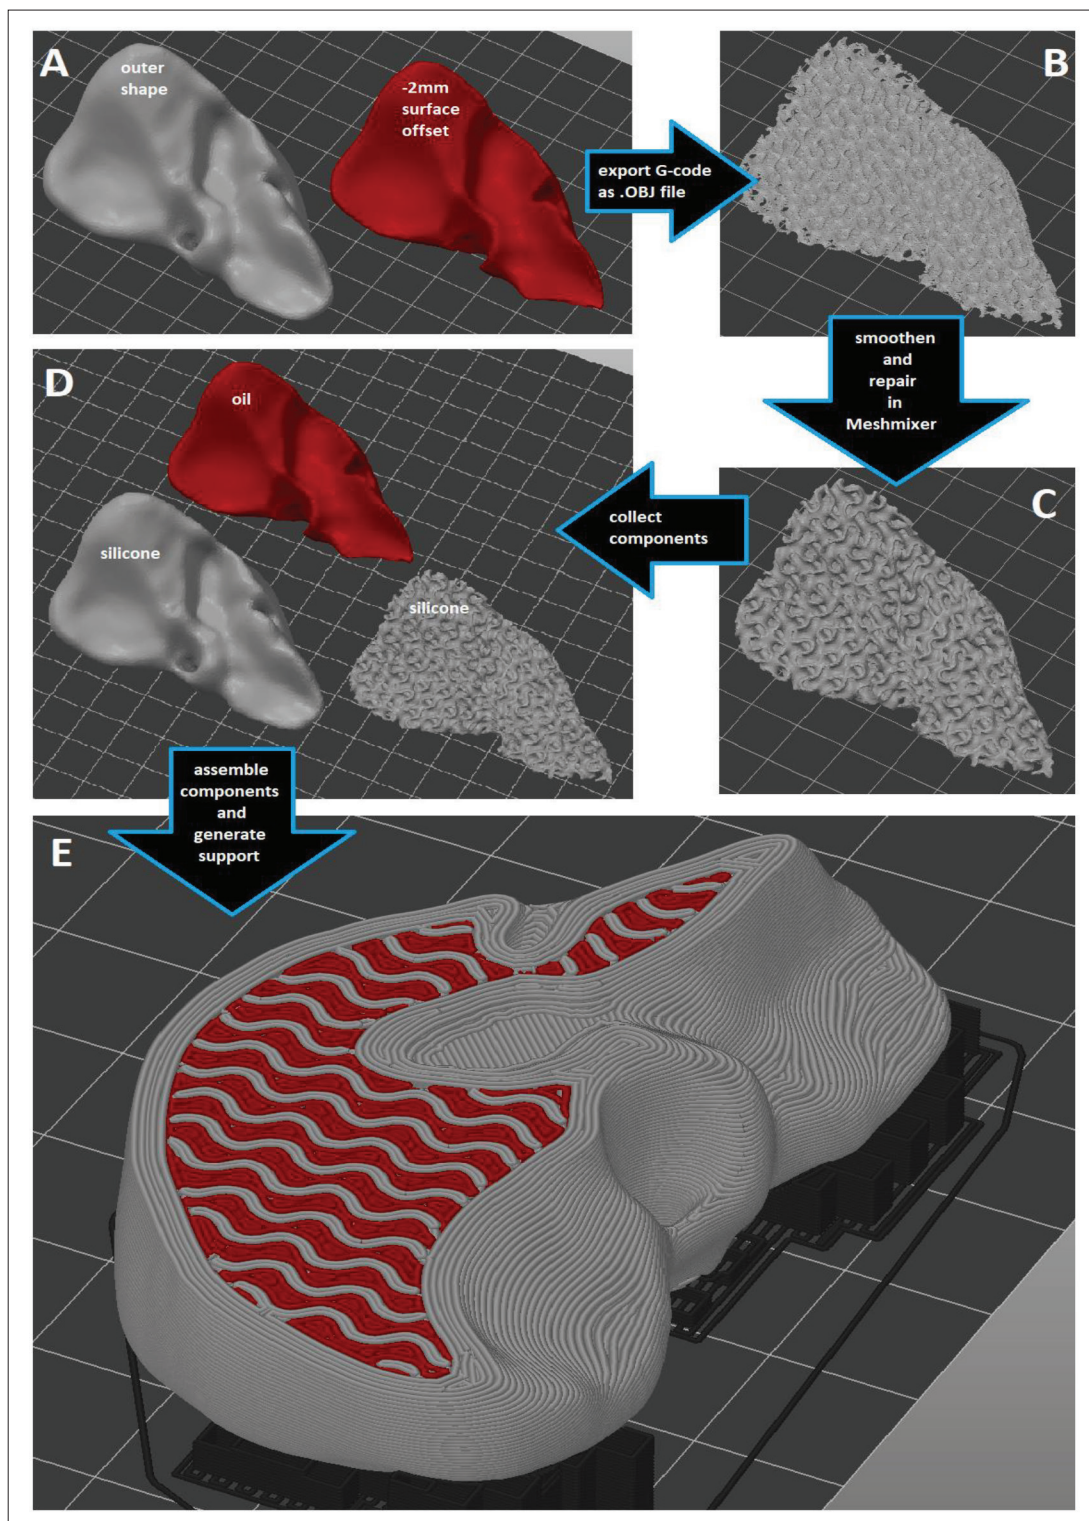 A
outer
shape
-2mm
surface
offset
export G-code
as .OBJ file
B
smoothen
and
repair
in
Meshmixer
C
collect
components
D
oil
silicone
silicone
assemble
components
and
generate
support
E